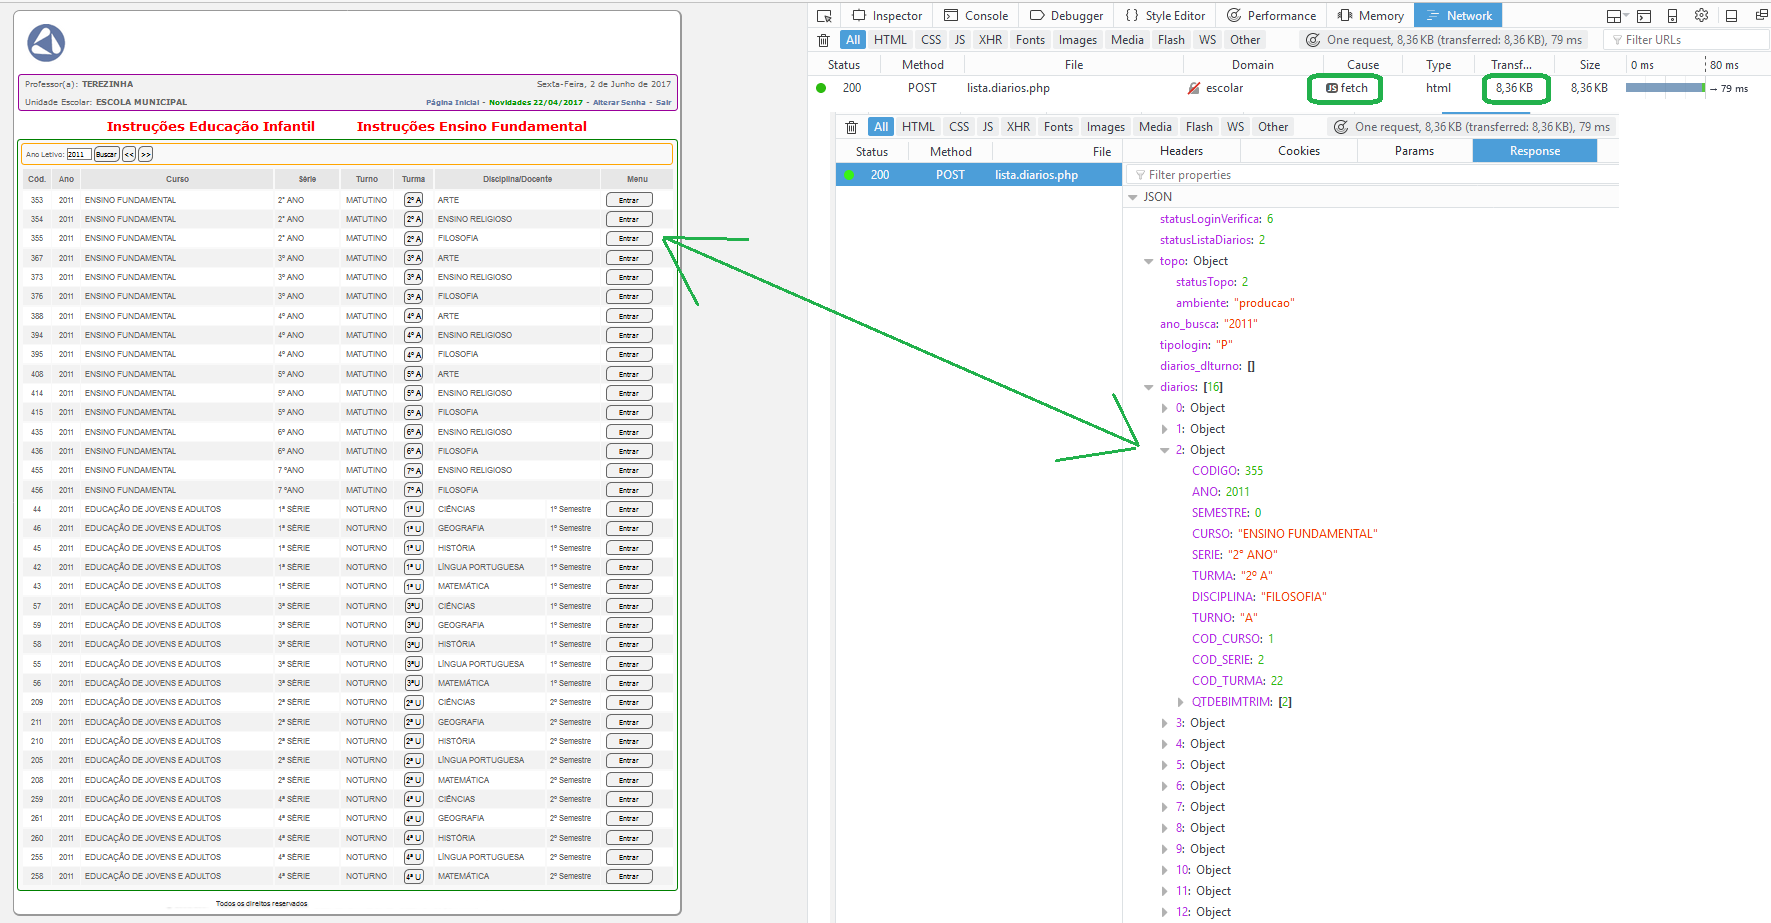 Professor(a): TEREZINHA
Sexta-Feira, 2 de Junho de 2017
Unidade Escolar: ESCOLA MUNICIPAL
Página Inicial - Novidades 22/04/2017 - Alterar Senha - Sair
Instruções Educação Infantil Instruções Ensino Fundamental
Ano Letivo: 2011 Buscar << >>
Cód. Ano Curso Série Turno Turma Disciplina/Docente Menu
353 2011 ENSINO FUNDAMENTAL 2° ANO MATUTINO 2º A ARTE Entrar
354 2011 ENSINO FUNDAMENTAL 2° ANO MATUTINO 2º A ENSINO RELIGIOSO Entrar
355 2011 ENSINO FUNDAMENTAL 2° ANO MATUTINO 2º A FILOSOFIA Entrar
367 2011 ENSINO FUNDAMENTAL 3º ANO MATUTINO 3º A ARTE Entrar
373 2011 ENSINO FUNDAMENTAL 3º ANO MATUTINO 3º A ENSINO RELIGIOSO Entrar
376 2011 ENSINO FUNDAMENTAL 3º ANO MATUTINO 3º A FILOSOFIA Entrar
388 2011 ENSINO FUNDAMENTAL 4º ANO MATUTINO 4º A ARTE Entrar
394 2011 ENSINO FUNDAMENTAL 4º ANO MATUTINO 4º A ENSINO RELIGIOSO Entrar
395 2011 ENSINO FUNDAMENTAL 4º ANO MATUTINO 4º A FILOSOFIA Entrar
408 2011 ENSINO FUNDAMENTAL 5º ANO MATUTINO 5º A ARTE Entrar
414 2011 ENSINO FUNDAMENTAL 5º ANO MATUTINO 5º A ENSINO RELIGIOSO Entrar
415 2011 ENSINO FUNDAMENTAL 5º ANO MATUTINO 5º A FILOSOFIA Entrar
435 2011 ENSINO FUNDAMENTAL 6º ANO MATUTINO 6º A ENSINO RELIGIOSO Entrar
436 2011 ENSINO FUNDAMENTAL 6º ANO MATUTINO 6º A FILOSOFIA Entrar
455 2011 ENSINO FUNDAMENTAL 7 ºANO MATUTINO 7º A ENSINO RELIGIOSO Entrar
456 2011 ENSINO FUNDAMENTAL 7 ºANO MATUTINO 7º A FILOSOFIA Entrar
44 2011 EDUCAÇÃO DE JOVENS E ADULTOS 1ª SÉRIE NOTURNO 1ª U CIÊNCIAS 1º Semestre Entrar
46 2011 EDUCAÇÃO DE JOVENS E ADULTOS 1ª SÉRIE NOTURNO 1ª U GEOGRAFIA 1º Semestre Entrar
45 2011 EDUCAÇÃO DE JOVENS E ADULTOS 1ª SÉRIE NOTURNO 1ª U HISTÓRIA 1º Semestre Entrar
42 2011 EDUCAÇÃO DE JOVENS E ADULTOS 1ª SÉRIE NOTURNO 1ª U LÍNGUA PORTUGUESA 1º Semestre Entrar
43 2011 EDUCAÇÃO DE JOVENS E ADULTOS 1ª SÉRIE NOTURNO 1ª U MATEMÁTICA 1º Semestre Entrar
57 2011 EDUCAÇÃO DE JOVENS E ADULTOS 3ª SÉRIE NOTURNO 3ªU CIÊNCIAS 1º Semestre Entrar
59 2011 EDUCAÇÃO DE JOVENS E ADULTOS 3ª SÉRIE NOTURNO 3ªU GEOGRAFIA 1º Semestre Entrar
58 2011 EDUCAÇÃO DE JOVENS E ADULTOS 3ª SÉRIE NOTURNO 3ªU HISTÓRIA 1º Semestre Entrar
55 2011 EDUCAÇÃO DE JOVENS E ADULTOS 3ª SÉRIE NOTURNO 3ªU LÍNGUA PORTUGUESA 1º Semestre Entrar
56 2011 EDUCAÇÃO DE JOVENS E ADULTOS 3ª SÉRIE NOTURNO 3ªU MATEMÁTICA 1º Semestre Entrar
209 2011 EDUCAÇÃO DE JOVENS E ADULTOS 2ª SÉRIE NOTURNO 2ª U CIÊNCIAS 2º Semestre Entrar
211 2011 EDUCAÇÃO DE JOVENS E ADULTOS 2ª SÉRIE NOTURNO 2ª U GEOGRAFIA 2º Semestre Entrar
210 2011 EDUCAÇÃO DE JOVENS E ADULTOS 2ª SÉRIE NOTURNO 2ª U HISTÓRIA 2º Semestre Entrar
205 2011 EDUCAÇÃO DE JOVENS E ADULTOS 2ª SÉRIE NOTURNO 2ª U LÍNGUA PORTUGUESA 2º Semestre Entrar
208 2011 EDUCAÇÃO DE JOVENS E ADULTOS 2ª SÉRIE NOTURNO 2ª U MATEMÁTICA 2º Semestre Entrar
259 2011 EDUCAÇÃO DE JOVENS E ADULTOS 4ª SÉRIE NOTURNO 4ª U CIÊNCIAS 2º Semestre Entrar
261 2011 EDUCAÇÃO DE JOVENS E ADULTOS 4ª SÉRIE NOTURNO 4ª U GEOGRAFIA 2º Semestre Entrar
260 2011 EDUCAÇÃO DE JOVENS E ADULTOS 4ª SÉRIE NOTURNO 4ª U HISTÓRIA 2º Semestre Entrar
255 2011 EDUCAÇÃO DE JOVENS E ADULTOS 4ª SÉRIE NOTURNO 4ª U LÍNGUA PORTUGUESA 2º Semestre Entrar
258 2011 EDUCAÇÃO DE JOVENS E ADULTOS 4ª SÉRIE NOTURNO 4ª U MATEMÁTICA 2º Semestre Entrar
Todos os direitos reservados
Inspector Console Debugger { } Style Editor Performance Memory Network
All HTML CSS JS XHR Fonts Images Media Flash WS Other One request, 8,36 KB (transferred: 8,36 KB), 79 ms Filter URLs
Status Method File Domain Cause Type Transf... Size 0 ms 80 ms
200 POST lista.diarios.php escolar JS fetch html 8,36 KB 8,36 KB → 79 ms
All HTML CSS JS XHR Fonts Images Media Flash WS Other One request, 8,36 KB (transferred: 8,36 KB), 79 ms
Status Method File Headers Cookies Params Response
200 POST lista.diarios.php
Filter properties
JSON
statusLoginVerifica: 6
statusListaDiarios: 2
topo: Object
statusTopo: 2
ambiente: "producao"
ano_busca: "2011"
tipologin: "P"
diarios_dlturno: []
diarios: [16]
0: Object
1: Object
2: Object
CODIGO: 355
ANO: 2011
SEMESTRE: 0
CURSO: "ENSINO FUNDAMENTAL"
SERIE: "2° ANO"
TURMA: "2º A"
DISCIPLINA: "FILOSOFIA"
TURNO: "A"
COD_CURSO: 1
COD_SERIE: 2
COD_TURMA: 22
QTDEBIMTRIM: [2]
3: Object
4: Object
5: Object
6: Object
7: Object
8: Object
9: Object
10: Object
11: Object
12: Object